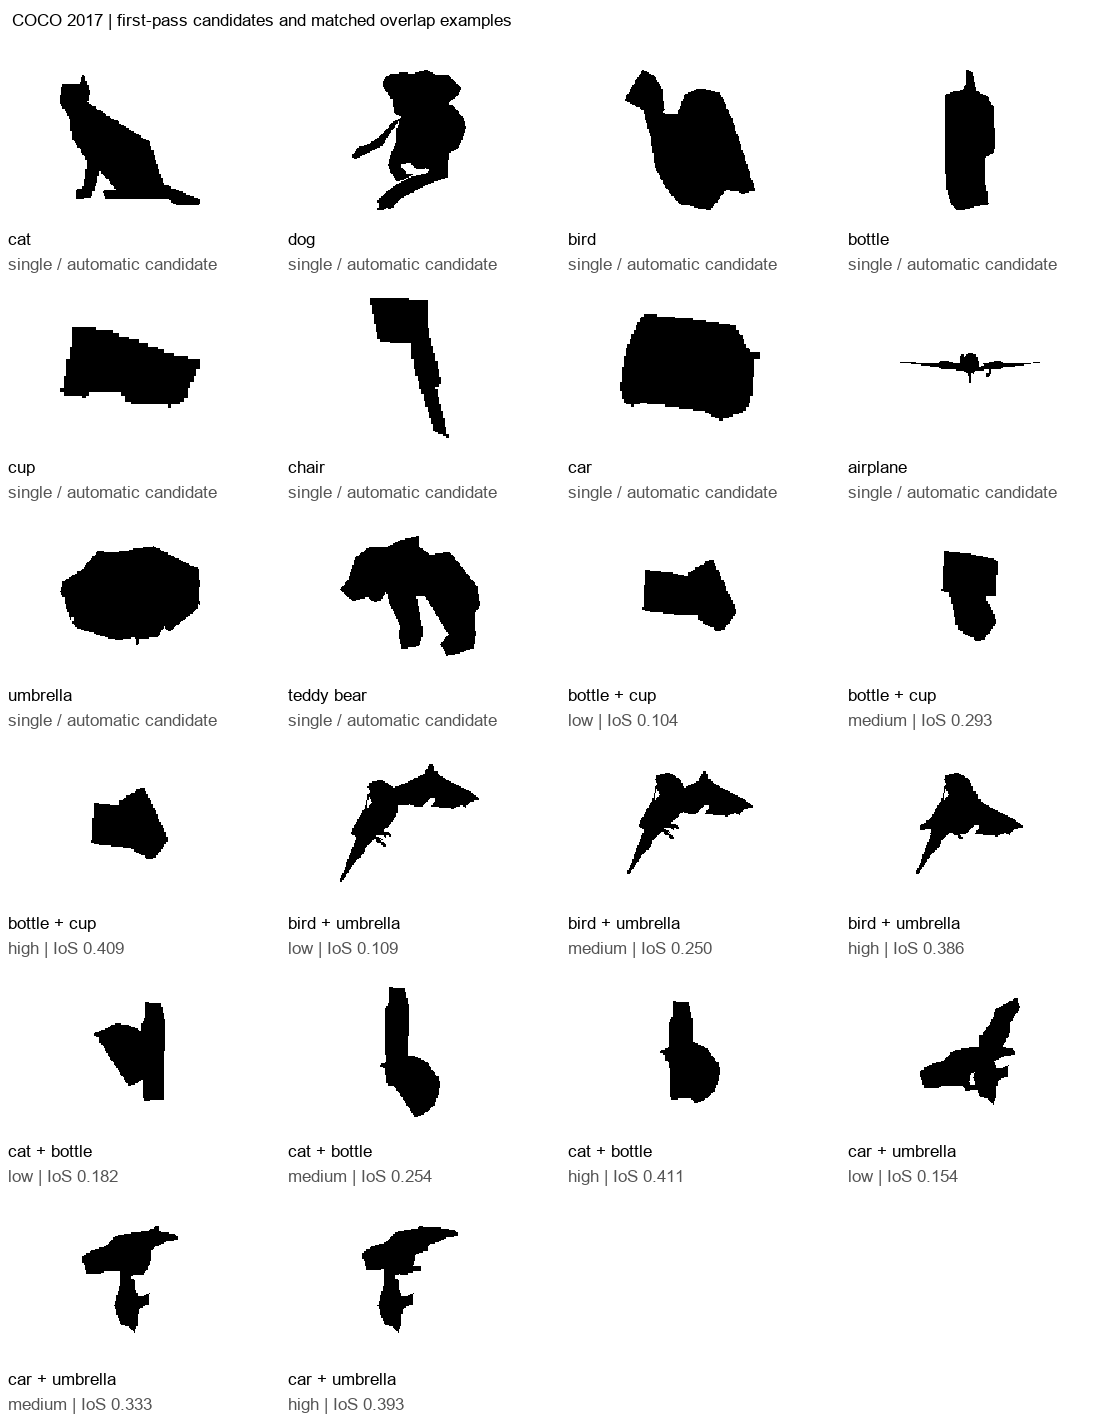 COCO 2017 | first-pass candidates and matched overlap examples
cat
single / automatic candidate
dog
single / automatic candidate
bird
single / automatic candidate
bottle
single / automatic candidate
cup
single / automatic candidate
chair
single / automatic candidate
car
single / automatic candidate
airplane
single / automatic candidate
umbrella
single / automatic candidate
teddy bear
single / automatic candidate
bottle + cup
low | IoS 0.104
bottle + cup
medium | IoS 0.293
bottle + cup
high | IoS 0.409
bird + umbrella
low | IoS 0.109
bird + umbrella
medium | IoS 0.250
bird + umbrella
high | IoS 0.386
cat + bottle
low | IoS 0.182
cat + bottle
medium | IoS 0.254
cat + bottle
high | IoS 0.411
car + umbrella
low | IoS 0.154
car + umbrella
medium | IoS 0.333
car + umbrella
high | IoS 0.393